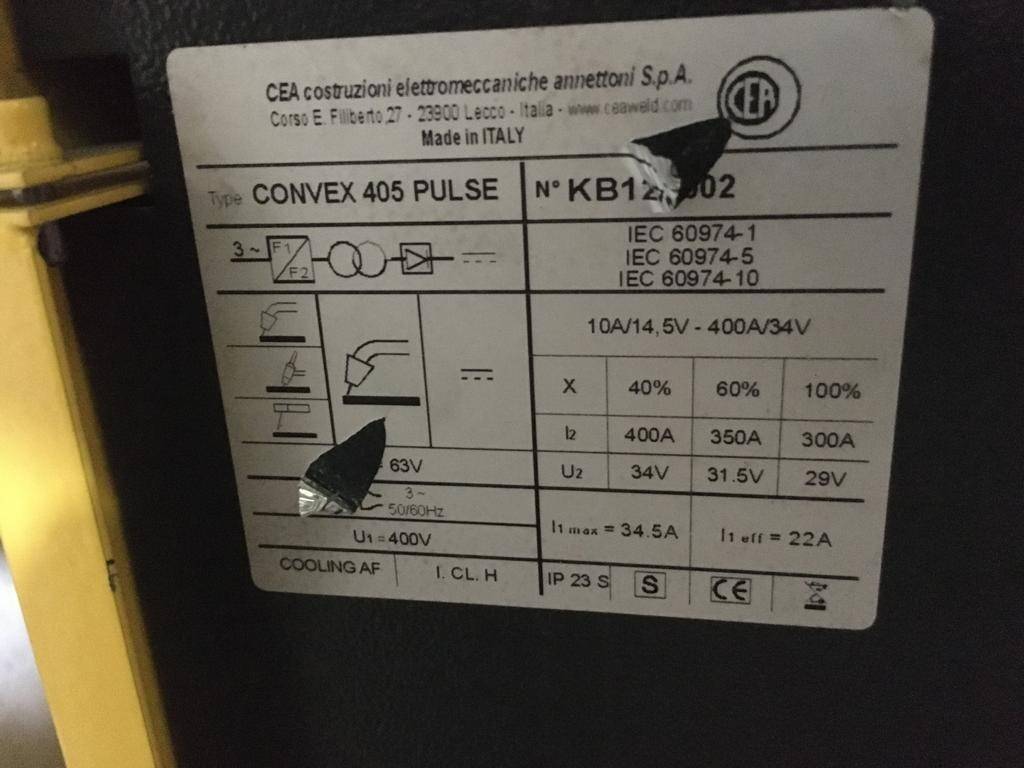 CEA costruzioni elettromeccaniche annettoni S.p.A.
Corso E. Filiberto,27 - 23900 Lecco - Italia - www.ceaweld.com
Made in ITALY
CEA
Type CONVEX 405 PULSE
N° KB12 002
3~ F1 F2
IEC 60974-1
IEC 60974-5
IEC 60974-10
10A/14,5V - 400A/34V
X 40% 60% 100%
I2 400A 350A 300A
U2 34V 31.5V 29V
= 63V
3~
50/60Hz
U1 = 400V
I1 max = 34.5A I1 eff = 22A
COOLING AF I. CL. H IP 23 S S CE